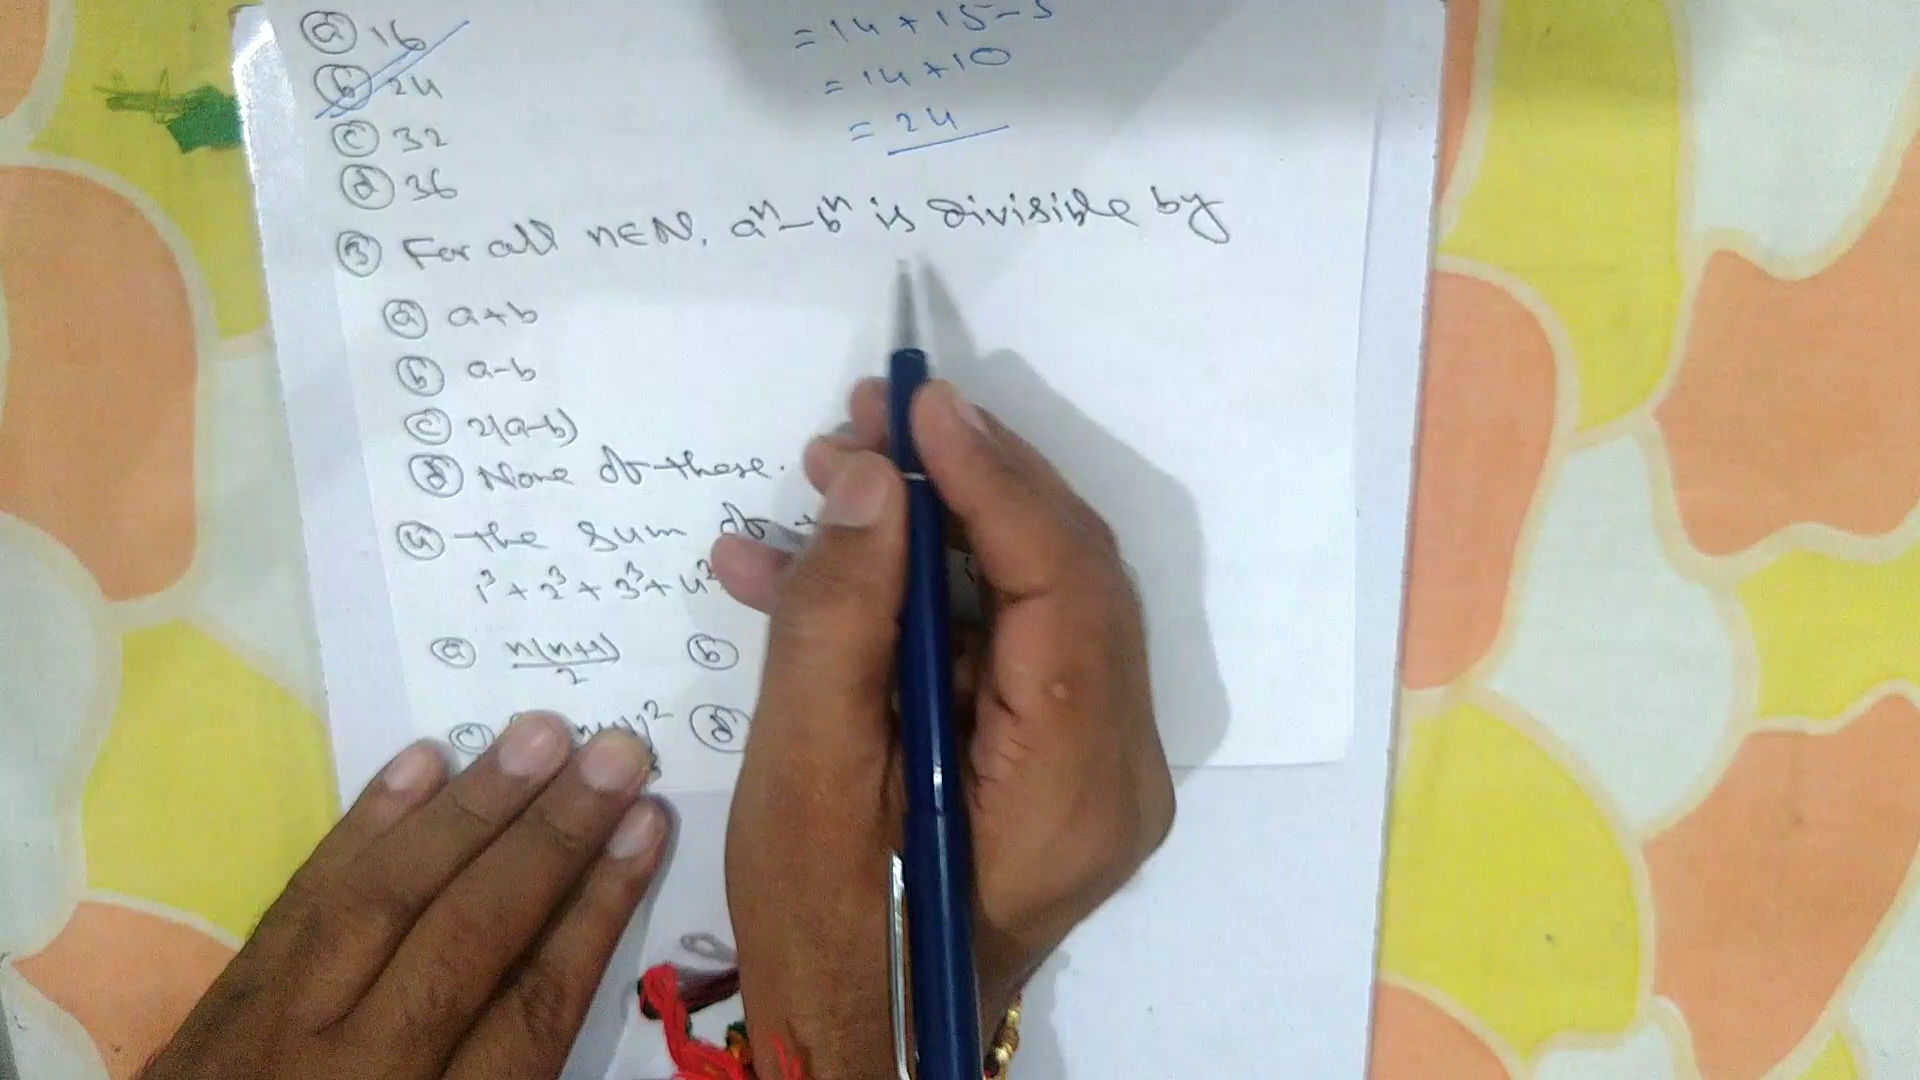 ⓐ 16
ⓑ 24
ⓒ 32
ⓓ 36
= 14 + 15 - 5
= 14 + 10
= 24
③ For all n∈N, aⁿ-bⁿ is divisible by
ⓐ a+b
ⓑ a-b
ⓒ 2(a-b)
ⓓ None of these.
④ the sum of
1³ + 2³ + 3³ + 4³
ⓐ n(n+1)/2 ⓑ
ⓒ ⓓ